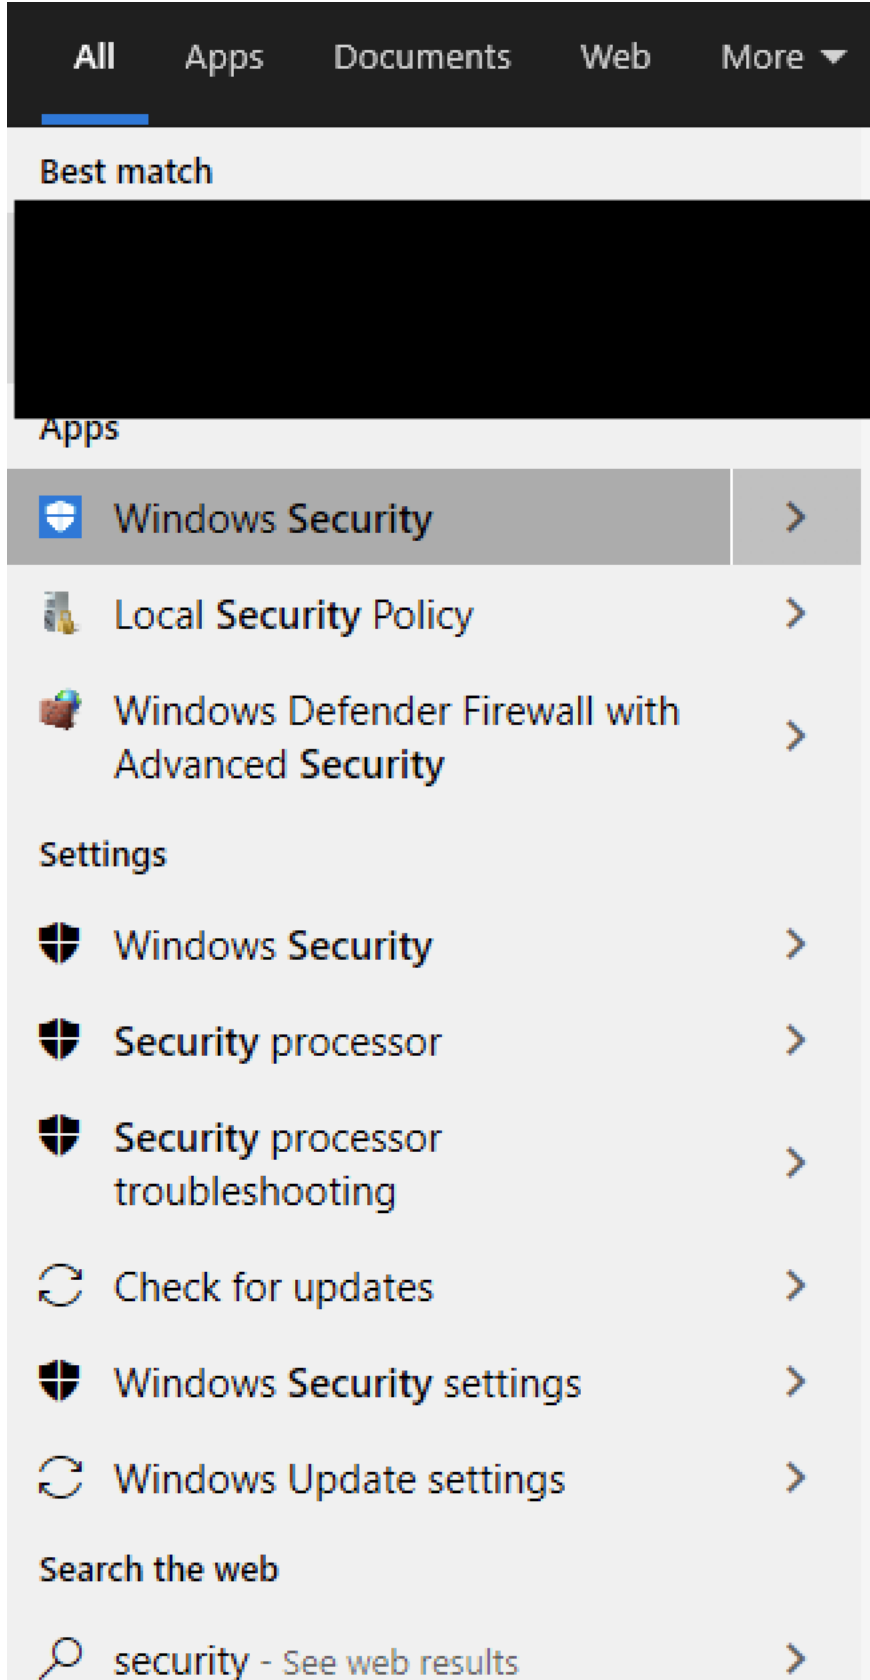 All Apps Documents Web More
Best match
Apps
Windows Security
Local Security Policy
Windows Defender Firewall with
Advanced Security
Settings
Windows Security
Security processor
Security processor
troubleshooting
Check for updates
Windows Security settings
Windows Update settings
Search the web
security - See web results